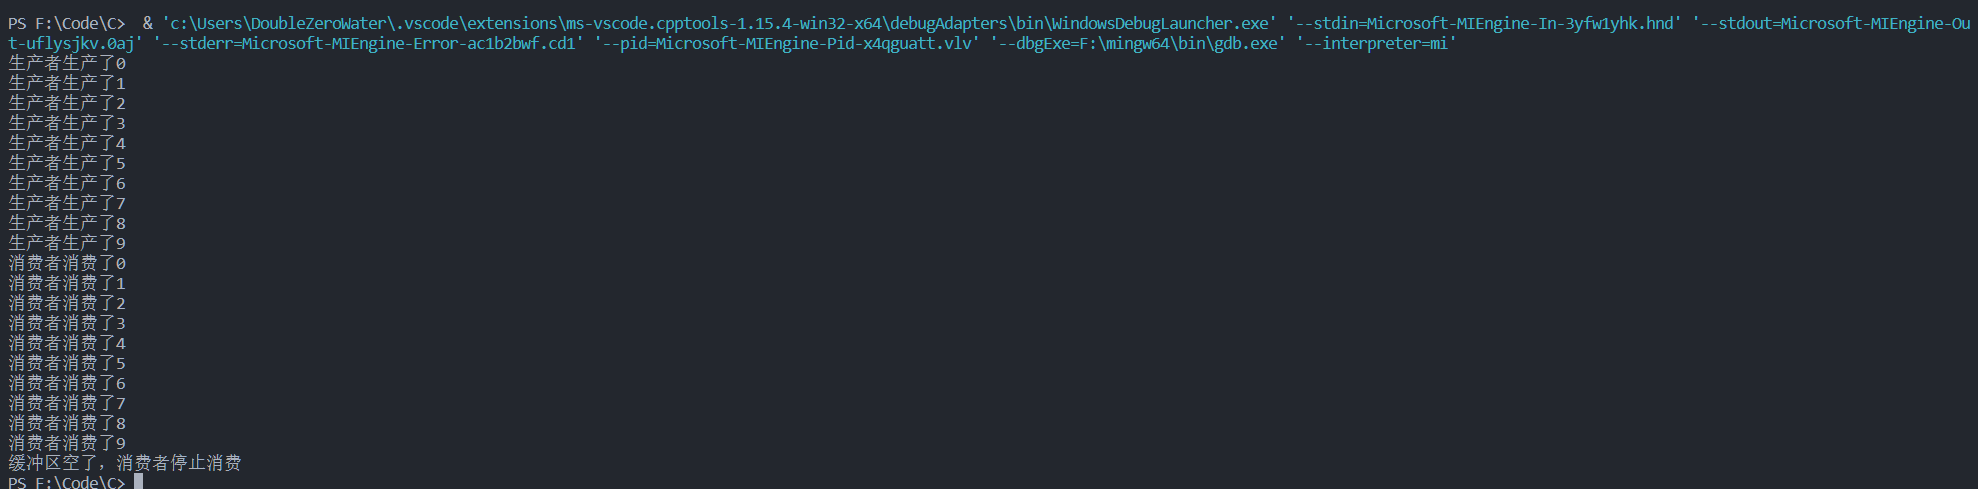 PS F:\Code\C>  & 'c:\Users\DoubleZeroWater\.vscode\extensions\ms-vscode.cpptools-1.15.4-win32-x64\debugAdapters\bin\WindowsDebugLauncher.exe' '--stdin=Microsoft-MIEngine-In-3yfw1yhk.hnd' '--stdout=Microsoft-MIEngine-Ou
t-uflysjkv.0aj' '--stderr=Microsoft-MIEngine-Error-ac1b2bwf.cd1' '--pid=Microsoft-MIEngine-Pid-x4qguatt.vlv' '--dbgExe=F:\mingw64\bin\gdb.exe' '--interpreter=mi'
生产者生产了0
生产者生产了1
生产者生产了2
生产者生产了3
生产者生产了4
生产者生产了5
生产者生产了6
生产者生产了7
生产者生产了8
生产者生产了9
消费者消费了0
消费者消费了1
消费者消费了2
消费者消费了3
消费者消费了4
消费者消费了5
消费者消费了6
消费者消费了7
消费者消费了8
消费者消费了9
缓冲区空了，消费者停止消费
PS F:\Code\C>